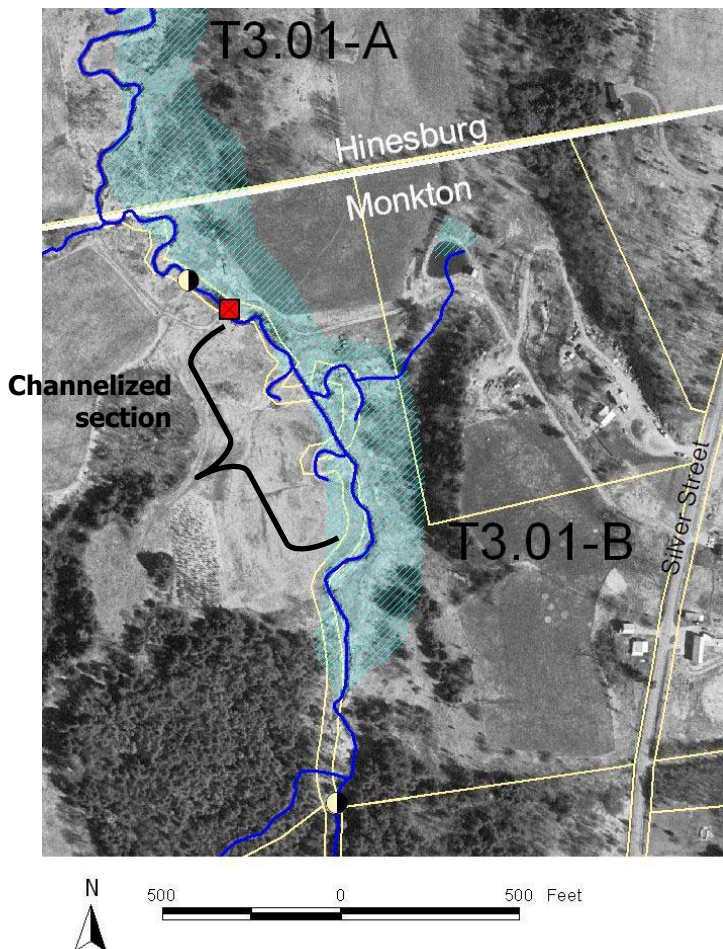 T3.01-A
Hinesburg
Monkton
Channelized
section
T3.01-B
Silver Street
N
500 0 500 Feet